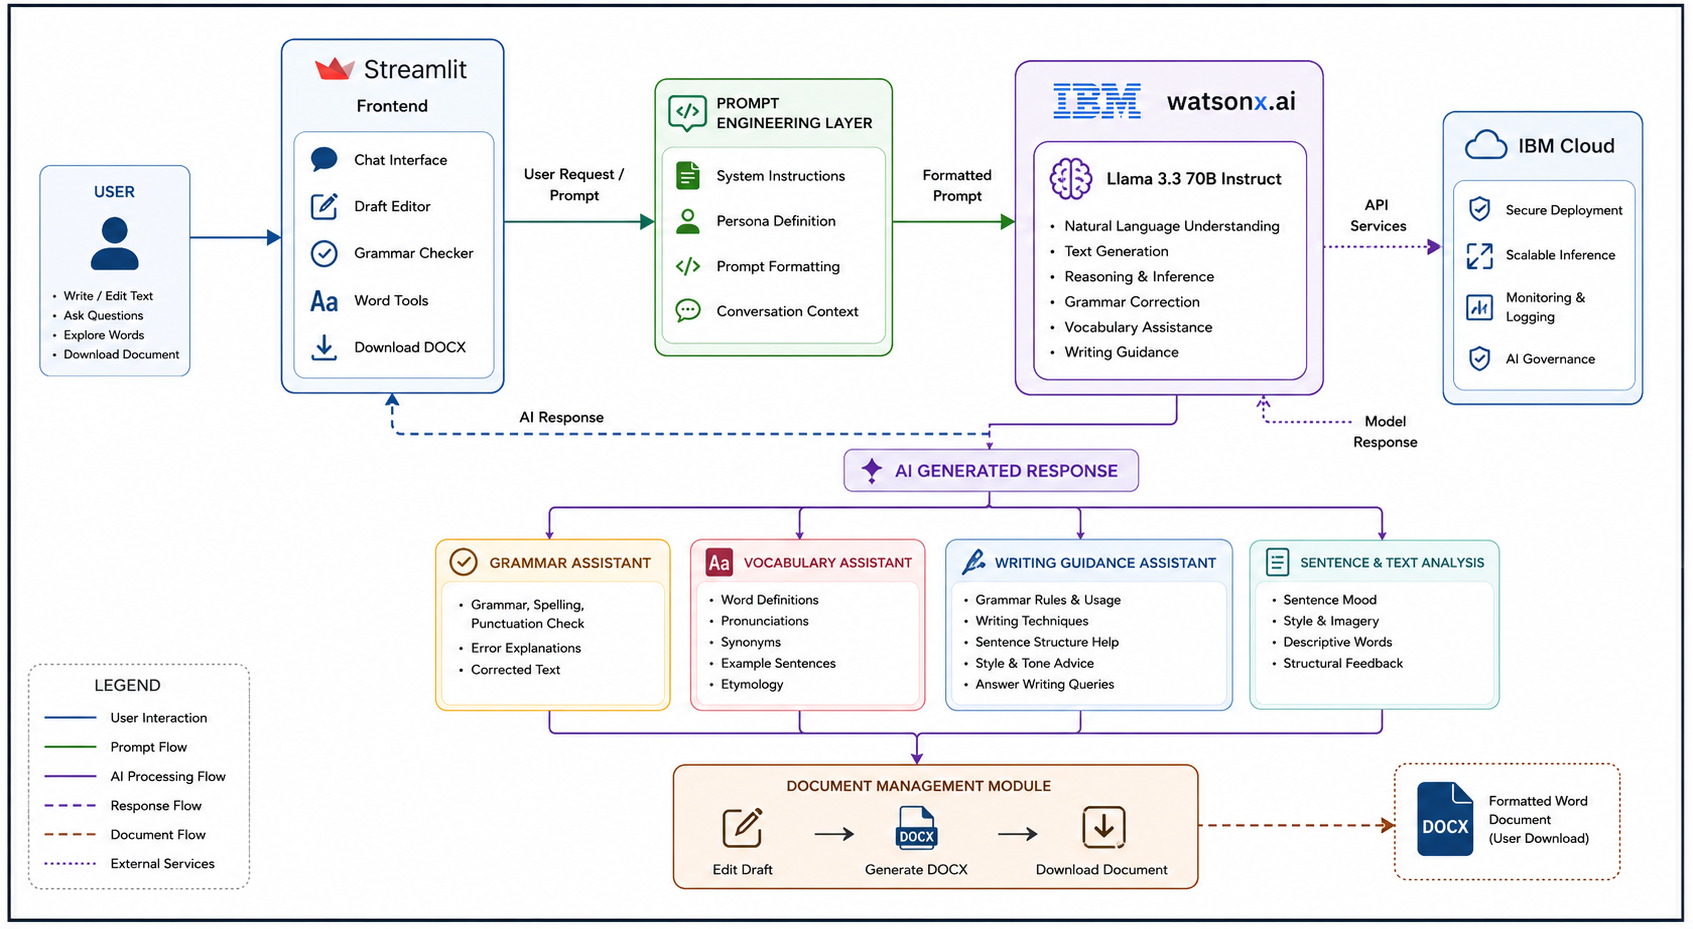 USER
• Write / Edit Text
• Ask Questions
• Explore Words
• Download Document
Streamlit
Frontend
Chat Interface
Draft Editor
Grammar Checker
Aa Word Tools
Download DOCX
User Request /
Prompt
</> PROMPT
ENGINEERING LAYER
System Instructions
Persona Definition
</> Prompt Formatting
Conversation Context
Formatted
Prompt
IBM watsonx.ai
Llama 3.3 70B Instruct
• Natural Language Understanding
• Text Generation
• Reasoning & Inference
• Grammar Correction
• Vocabulary Assistance
• Writing Guidance
API
Services
IBM Cloud
Secure Deployment
Scalable Inference
Monitoring &
Logging
AI Governance
AI Response
Model
Response
AI GENERATED RESPONSE
GRAMMAR ASSISTANT
• Grammar, Spelling,
Punctuation Check
• Error Explanations
• Corrected Text
Aa VOCABULARY ASSISTANT
• Word Definitions
• Pronunciations
• Synonyms
• Example Sentences
• Etymology
WRITING GUIDANCE ASSISTANT
• Grammar Rules & Usage
• Writing Techniques
• Sentence Structure Help
• Style & Tone Advice
• Answer Writing Queries
SENTENCE & TEXT ANALYSIS
• Sentence Mood
• Style & Imagery
• Descriptive Words
• Structural Feedback
LEGEND
User Interaction
Prompt Flow
AI Processing Flow
Response Flow
Document Flow
External Services
DOCUMENT MANAGEMENT MODULE
Edit Draft
DOCX
Generate DOCX
Download Document
DOCX
Formatted Word
Document
(User Download)